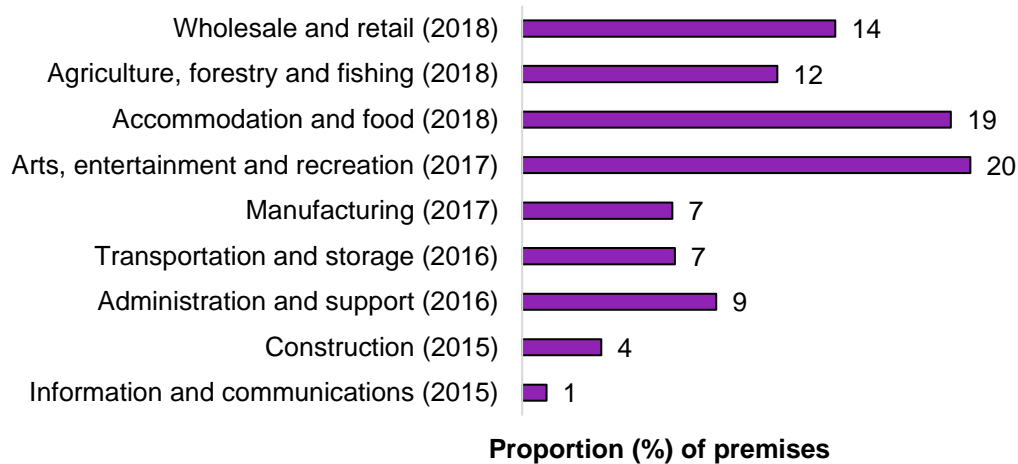 Wholesale and retail (2018) 14
Agriculture, forestry and fishing (2018) 12
Accommodation and food (2018) 19
Arts, entertainment and recreation (2017) 20
Manufacturing (2017) 7
Transportation and storage (2016) 7
Administration and support (2016) 9
Construction (2015) 4
Information and communications (2015) 1
Proportion (%) of premises